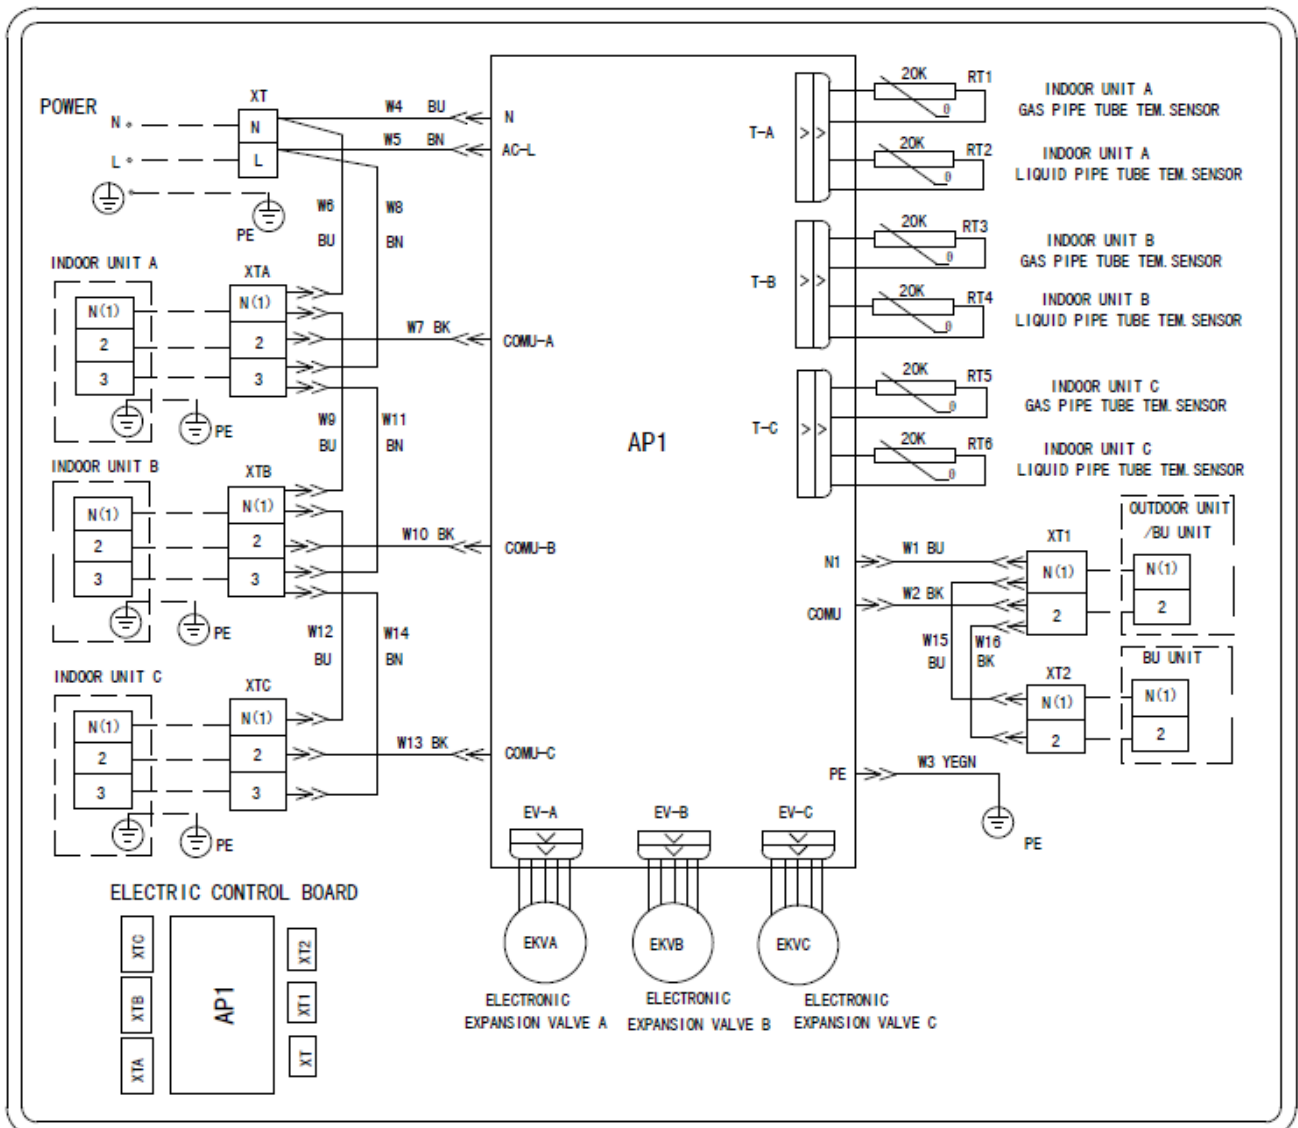 POWER
N
L
PE
XT
N
L
W4 BU
W5 BN
N
AC-L
W6
BU
W8
BN
INDOOR UNIT A
N(1)
2
3
PE
XTA
N(1)
2
3
W7 BK
COMU-A
W9
BU
W11
BN
INDOOR UNIT B
N(1)
2
3
PE
XTB
N(1)
2
3
W10 BK
COMU-B
W12
BU
W14
BN
INDOOR UNIT C
N(1)
2
3
PE
XTC
N(1)
2
3
W13 BK
COMU-C
AP1
T-A
20K
RT1
θ
INDOOR UNIT A
GAS PIPE TUBE TEM. SENSOR
20K
RT2
θ
INDOOR UNIT A
LIQUID PIPE TUBE TEM. SENSOR
T-B
20K
RT3
θ
INDOOR UNIT B
GAS PIPE TUBE TEM. SENSOR
20K
RT4
θ
INDOOR UNIT B
LIQUID PIPE TUBE TEM. SENSOR
T-C
20K
RT5
θ
INDOOR UNIT C
GAS PIPE TUBE TEM. SENSOR
20K
RT6
θ
INDOOR UNIT C
LIQUID PIPE TUBE TEM. SENSOR
N1
W1 BU
COMU
W2 BK
XT1
N(1)
2
OUTDOOR UNIT
/BU UNIT
N(1)
2
W15
BU
W16
BK
XT2
N(1)
2
BU UNIT
N(1)
2
PE
W3 YEGN
PE
EV-A
EV-B
EV-C
EKVA
EKVB
EKVC
ELECTRONIC
EXPANSION VALVE A
ELECTRONIC
EXPANSION VALVE B
ELECTRONIC
EXPANSION VALVE C
ELECTRIC CONTROL BOARD
XTC
XTB
XTA
AP1
XT2
XT1
XT